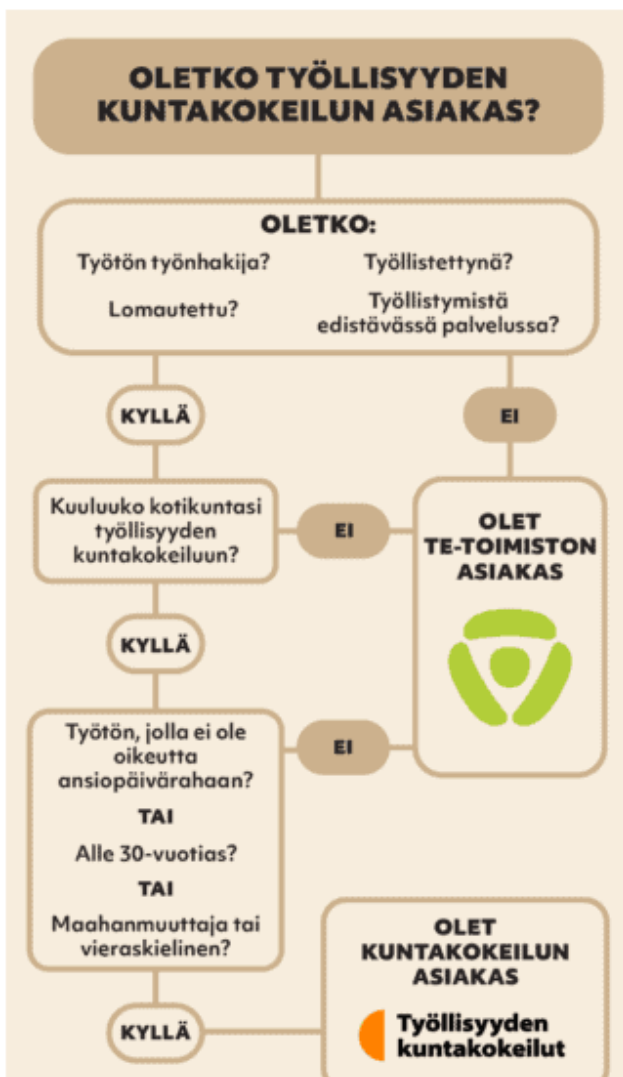 OLETKO TYÖLLISYYDEN
KUNTAKOKEILUN ASIAKAS?
OLETKO:
Työtön työnhakija?
Työllistettynä?
Lomautettu?
Työllistymistä
edistävässä palvelussa?
KYLLÄ
EI
Kuuluuko kotikuntasi
työllisyyden
kuntakokeiluun?
EI
OLET
TE-TOIMISTON
ASIAKAS
KYLLÄ
Työtön, jolla ei ole
oikeutta
ansiopäivärahaan?
TAI
Alle 30-vuotias?
TAI
Maahanmuuttaja tai
vieraskielinen?
EI
KYLLÄ
OLET
KUNTAKOKEILUN
ASIAKAS
Työllisyyden
kuntakokeilut